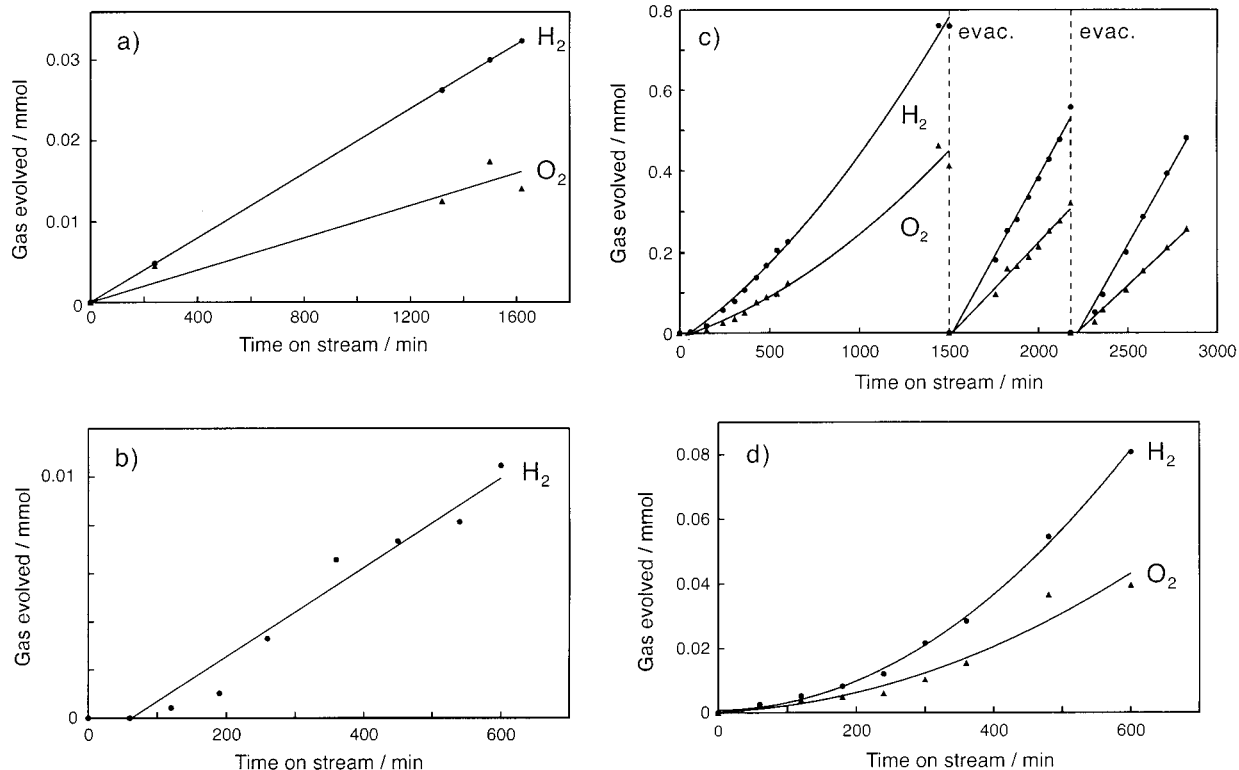 a)
Gas evolved / mmol
0.03
0.02
0.01
0
H₂
O₂
0 400 800 1200 1600
Time on stream / min
c)
Gas evolved / mmol
0.8
0.6
0.4
0.2
0
evac. evac.
H₂
O₂
0 500 1000 1500 2000 2500 3000
Time on stream / min
b)
Gas evolved / mmol
0.01
0
H₂
0 200 400 600
Time on stream / min
d)
Gas evolved / mmol
0.08
0.06
0.04
0.02
0
H₂
O₂
0 200 400 600
Time on stream / min